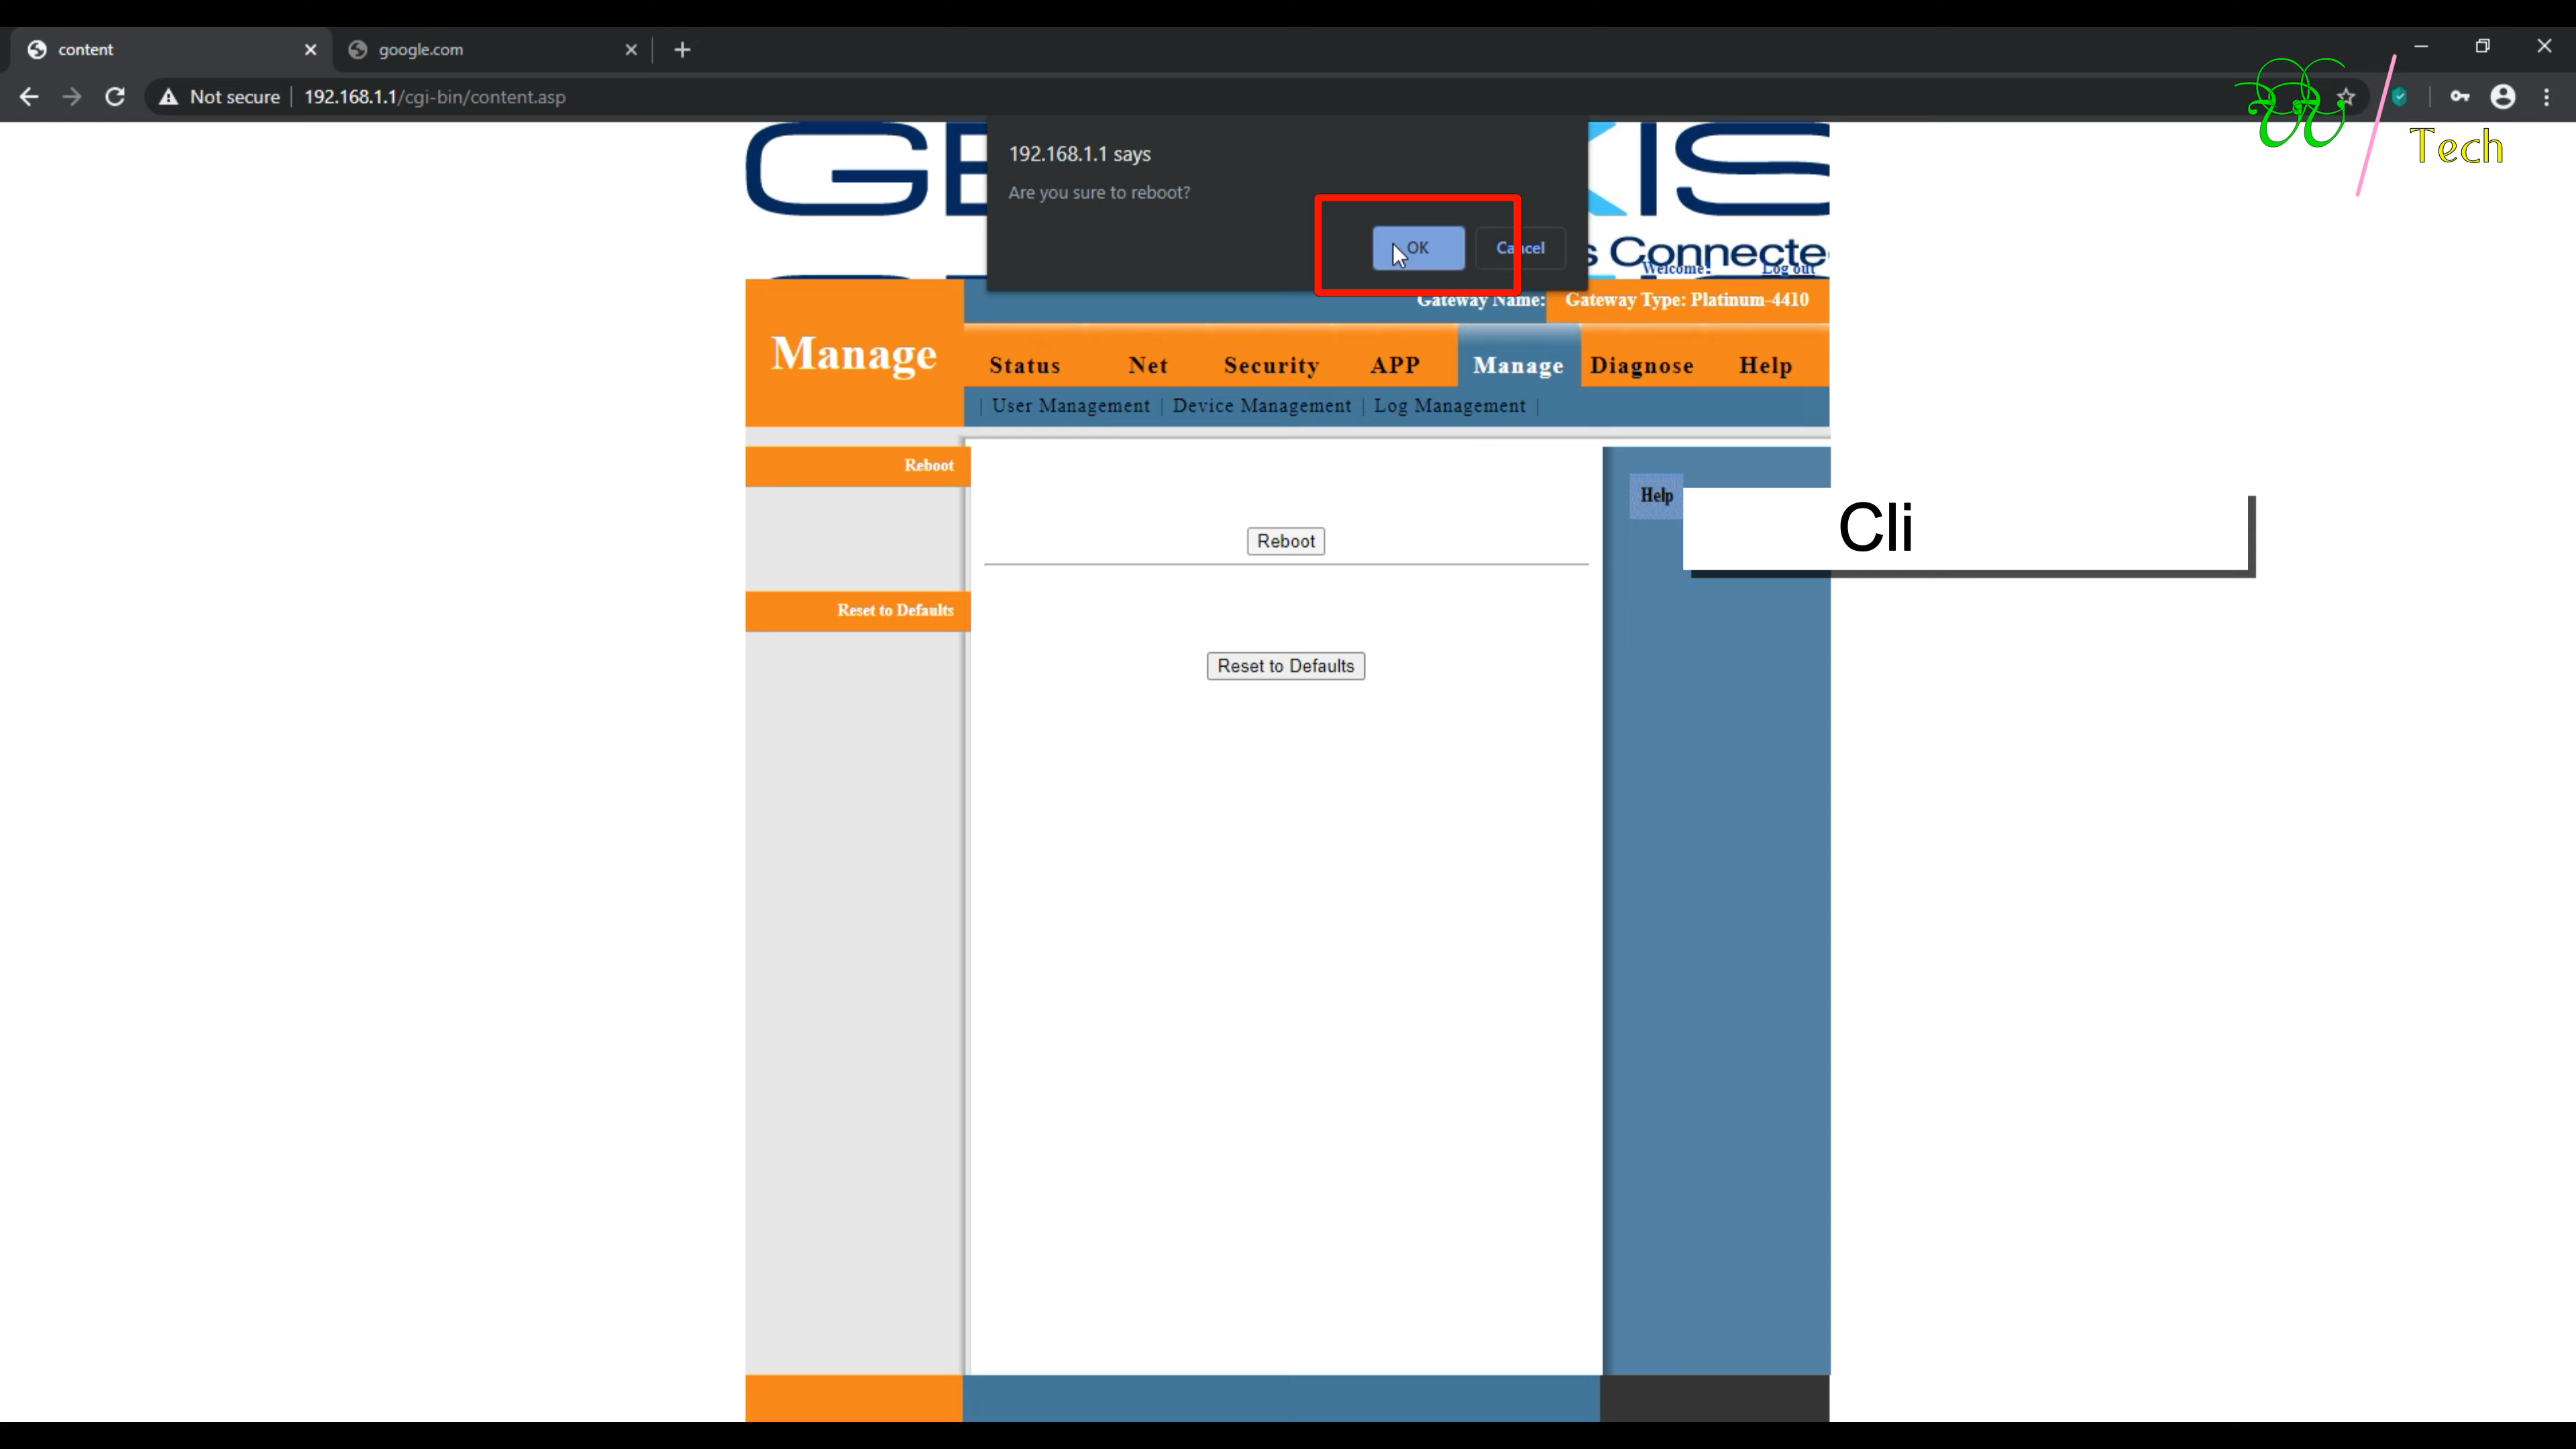 content
google.com
Not secure
192.168.1.1/cgi-bin/content.asp
Tech
192.168.1.1 says
Are you sure to reboot?
OK
Cancel
s Connecte
Welcome!
Log out
Gateway Name:
Gateway Type: Platinum-4410
Manage
Status
Net
Security
APP
Manage
Diagnose
Help
| User Management | Device Management | Log Management |
Reboot
Help
Cli
Reboot
Reset to Defaults
Reset to Defaults